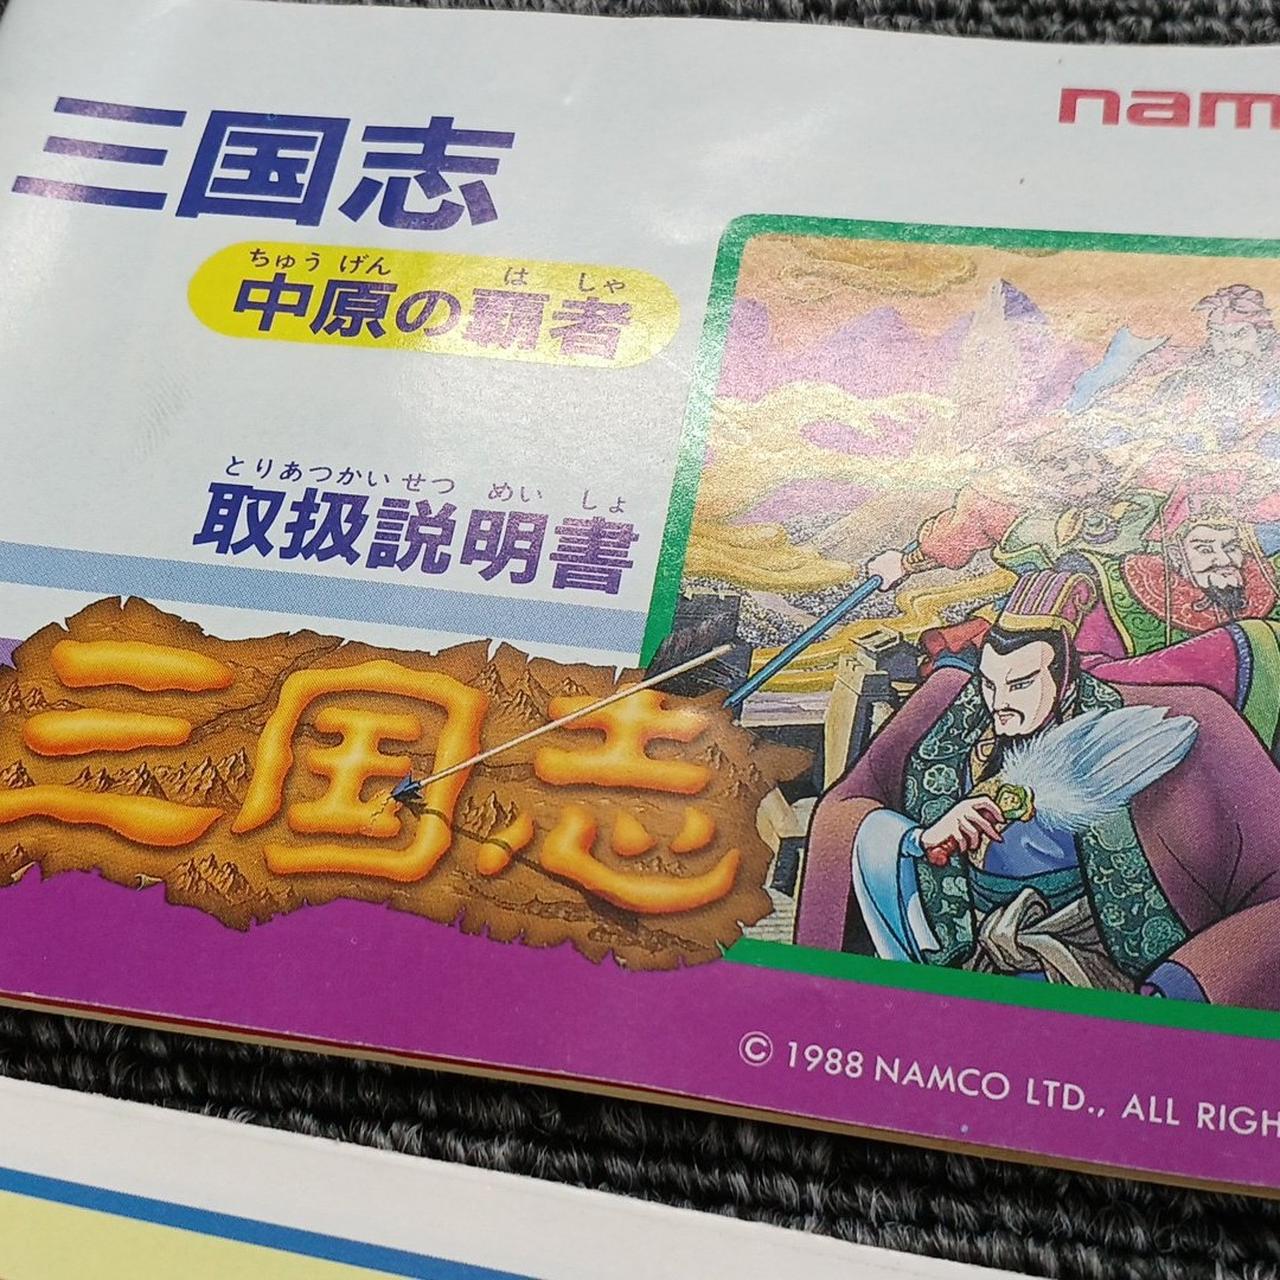 三国志
namc
ちゅう げん は しゃ
中原の覇者
とりあつかい せつ めい しょ
取扱説明書
三国志
© 1988 NAMCO LTD., ALL RIGH